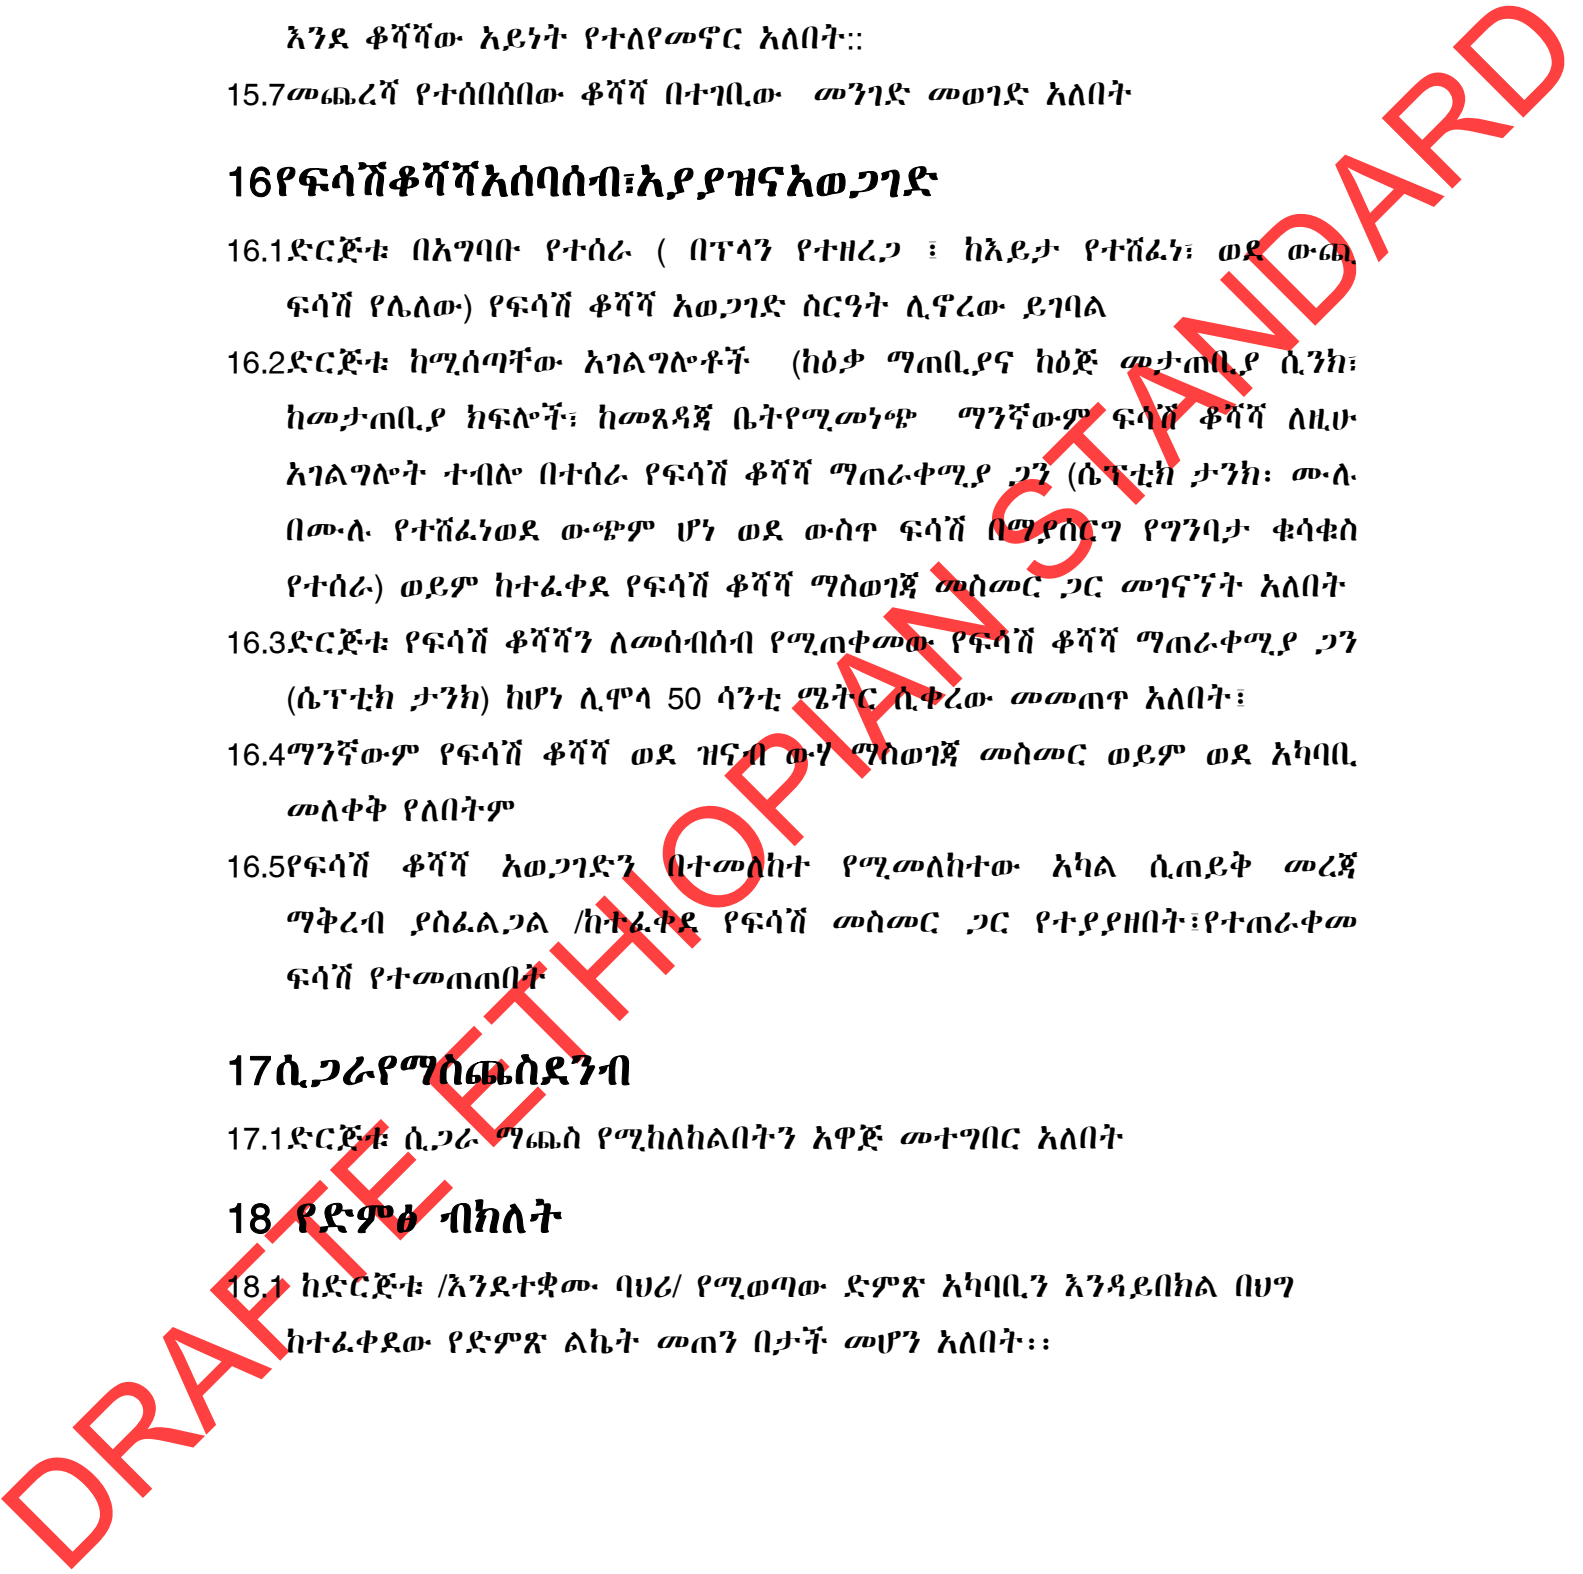 እንደ ቆሻሻው አይነት የተለየመኖር አለበት::
15.7መጨረሻ የተሰበሰበው ቆሻሻ በተገቢው መንገድ መወገድ አለበት
16የፍሳሽቆሻሻአሰባሰብ፣አያያዝናአወጋገድ
16.1ድርጅቱ በአግባቡ የተሰራ ( በፕላን የተዘረጋ ፤ ከእይታ የተሸፈነ፣ ወደ ውጪ
ፍሳሽ የሌለው) የፍሳሽ ቆሻሻ አወጋገድ ስርዓት ሊኖረው ይገባል
16.2ድርጅቱ ከሚሰጣቸው አገልግሎቶች (ከዕቃ ማጠቢያና ከዕጅ መታጠቢያ ሲንክ፣
ከመታጠቢያ ክፍሎች፣ ከመጸዳጃ ቤትየሚመነጭ ማንኛውም ፍሳሽ ቆሻሻ ለዚሁ
አገልግሎት ተብሎ በተሰራ የፍሳሽ ቆሻሻ ማጠራቀሚያ ጋን (ሴፕቲክ ታንክ፡ ሙሉ
በሙሉ የተሸፈነወደ ውጭም ሆነ ወደ ውስጥ ፍሳሽ በማያሰርግ የግንባታ ቁሳቁስ
የተሰራ) ወይም ከተፈቀደ የፍሳሽ ቆሻሻ ማስወገጃ መስመር ጋር መገናኘት አለበት
16.3ድርጅቱ የፍሳሽ ቆሻሻን ለመሰብሰብ የሚጠቀመው የፍሳሽ ቆሻሻ ማጠራቀሚያ ጋን
(ሴፕቲክ ታንክ) ከሆነ ሊሞላ 50 ሳንቲ ሜትር ሲቀረው መመጠጥ አለበት፤
16.4ማንኛውም የፍሳሽ ቆሻሻ ወደ ዝናብ ውሃ ማስወገጃ መስመር ወይም ወደ አካባቢ
መለቀቅ የለበትም
16.5የፍሳሽ ቆሻሻ አወጋገድን በተመለከተ የሚመለከተው አካል ሲጠይቅ መረጃ
ማቅረብ ያስፈልጋል /ከተፈቀደ የፍሳሽ መስመር ጋር የተያያዘበት፤የተጠራቀመ
ፍሳሽ የተመጠጠበት
17ሲጋራየማስጨስደንብ
17.1ድርጅቱ ሲጋራ ማጨስ የሚከለከልበትን አዋጅ መተግበር አለበት
18 የድምፅ ብክለት
18.1 ከድርጅቱ /እንደተቋሙ ባህሪ/ የሚወጣው ድምጽ አካባቢን እንዳይበክል በህግ
ከተፈቀደው የድምጽ ልኬት መጠን በታች መሆን አለበት፡፡
DRAFTE ETHIOPIAN STANDARD